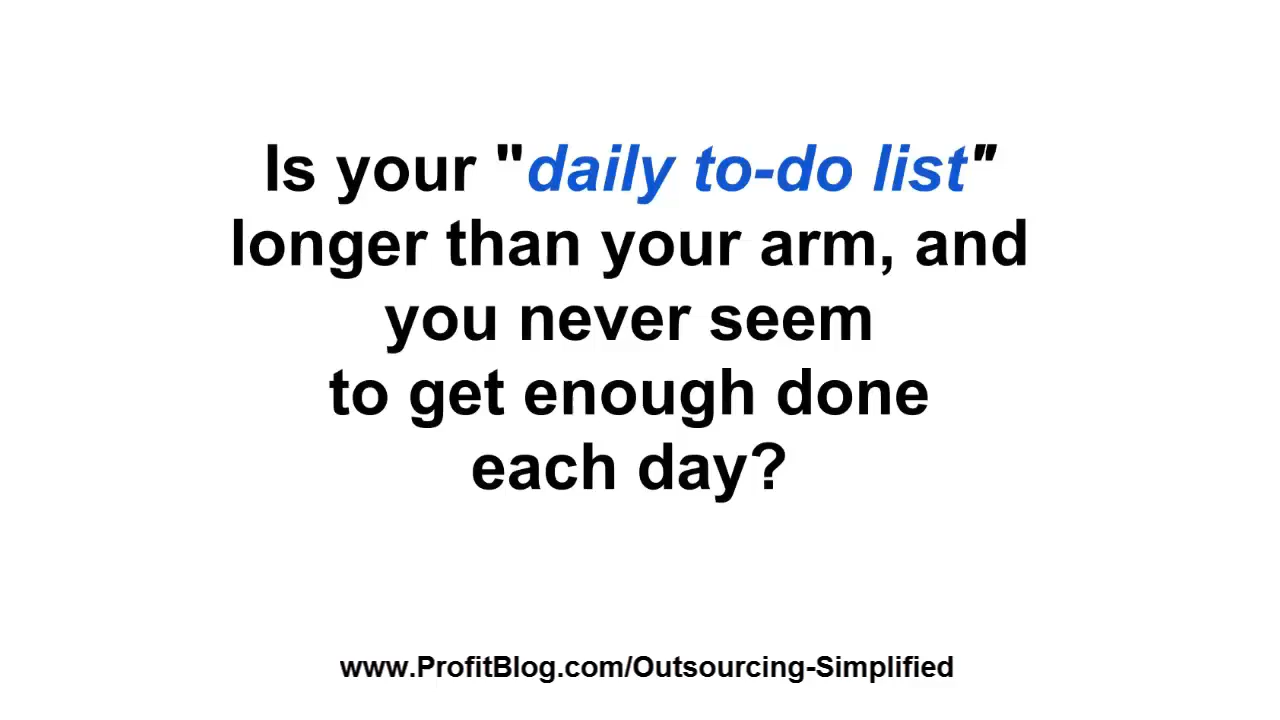 Is your "daily to-do list"
longer than your arm, and
you never seem
to get enough done
each day?
www.ProfitBlog.com/Outsourcing-Simplified